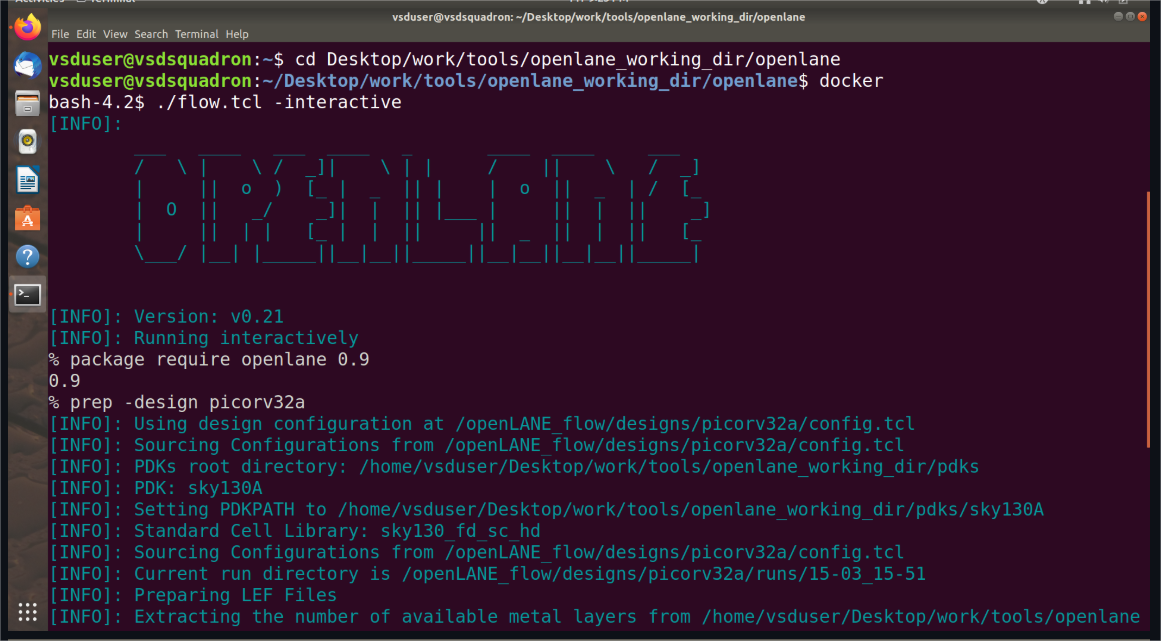 vsduser@vsdsquadron: ~/Desktop/work/tools/openlane_working_dir/openlane
File Edit View Search Terminal Help
vsduser@vsdsquadron:~$ cd Desktop/work/tools/openlane_working_dir/openlane
vsduser@vsdsquadron:~/Desktop/work/tools/openlane_working_dir/openlane$ docker
bash-4.2$ ./flow.tcl -interactive
[INFO]:
OPENLANE
[INFO]: Version: v0.21
[INFO]: Running interactively
% package require openlane 0.9
0.9
% prep -design picorv32a
[INFO]: Using design configuration at /openLANE_flow/designs/picorv32a/config.tcl
[INFO]: Sourcing Configurations from /openLANE_flow/designs/picorv32a/config.tcl
[INFO]: PDKs root directory: /home/vsduser/Desktop/work/tools/openlane_working_dir/pdks
[INFO]: PDK: sky130A
[INFO]: Setting PDKPATH to /home/vsduser/Desktop/work/tools/openlane_working_dir/pdks/sky130A
[INFO]: Standard Cell Library: sky130_fd_sc_hd
[INFO]: Sourcing Configurations from /openLANE_flow/designs/picorv32a/config.tcl
[INFO]: Current run directory is /openLANE_flow/designs/picorv32a/runs/15-03_15-51
[INFO]: Preparing LEF Files
[INFO]: Extracting the number of available metal layers from /home/vsduser/Desktop/work/tools/openlane